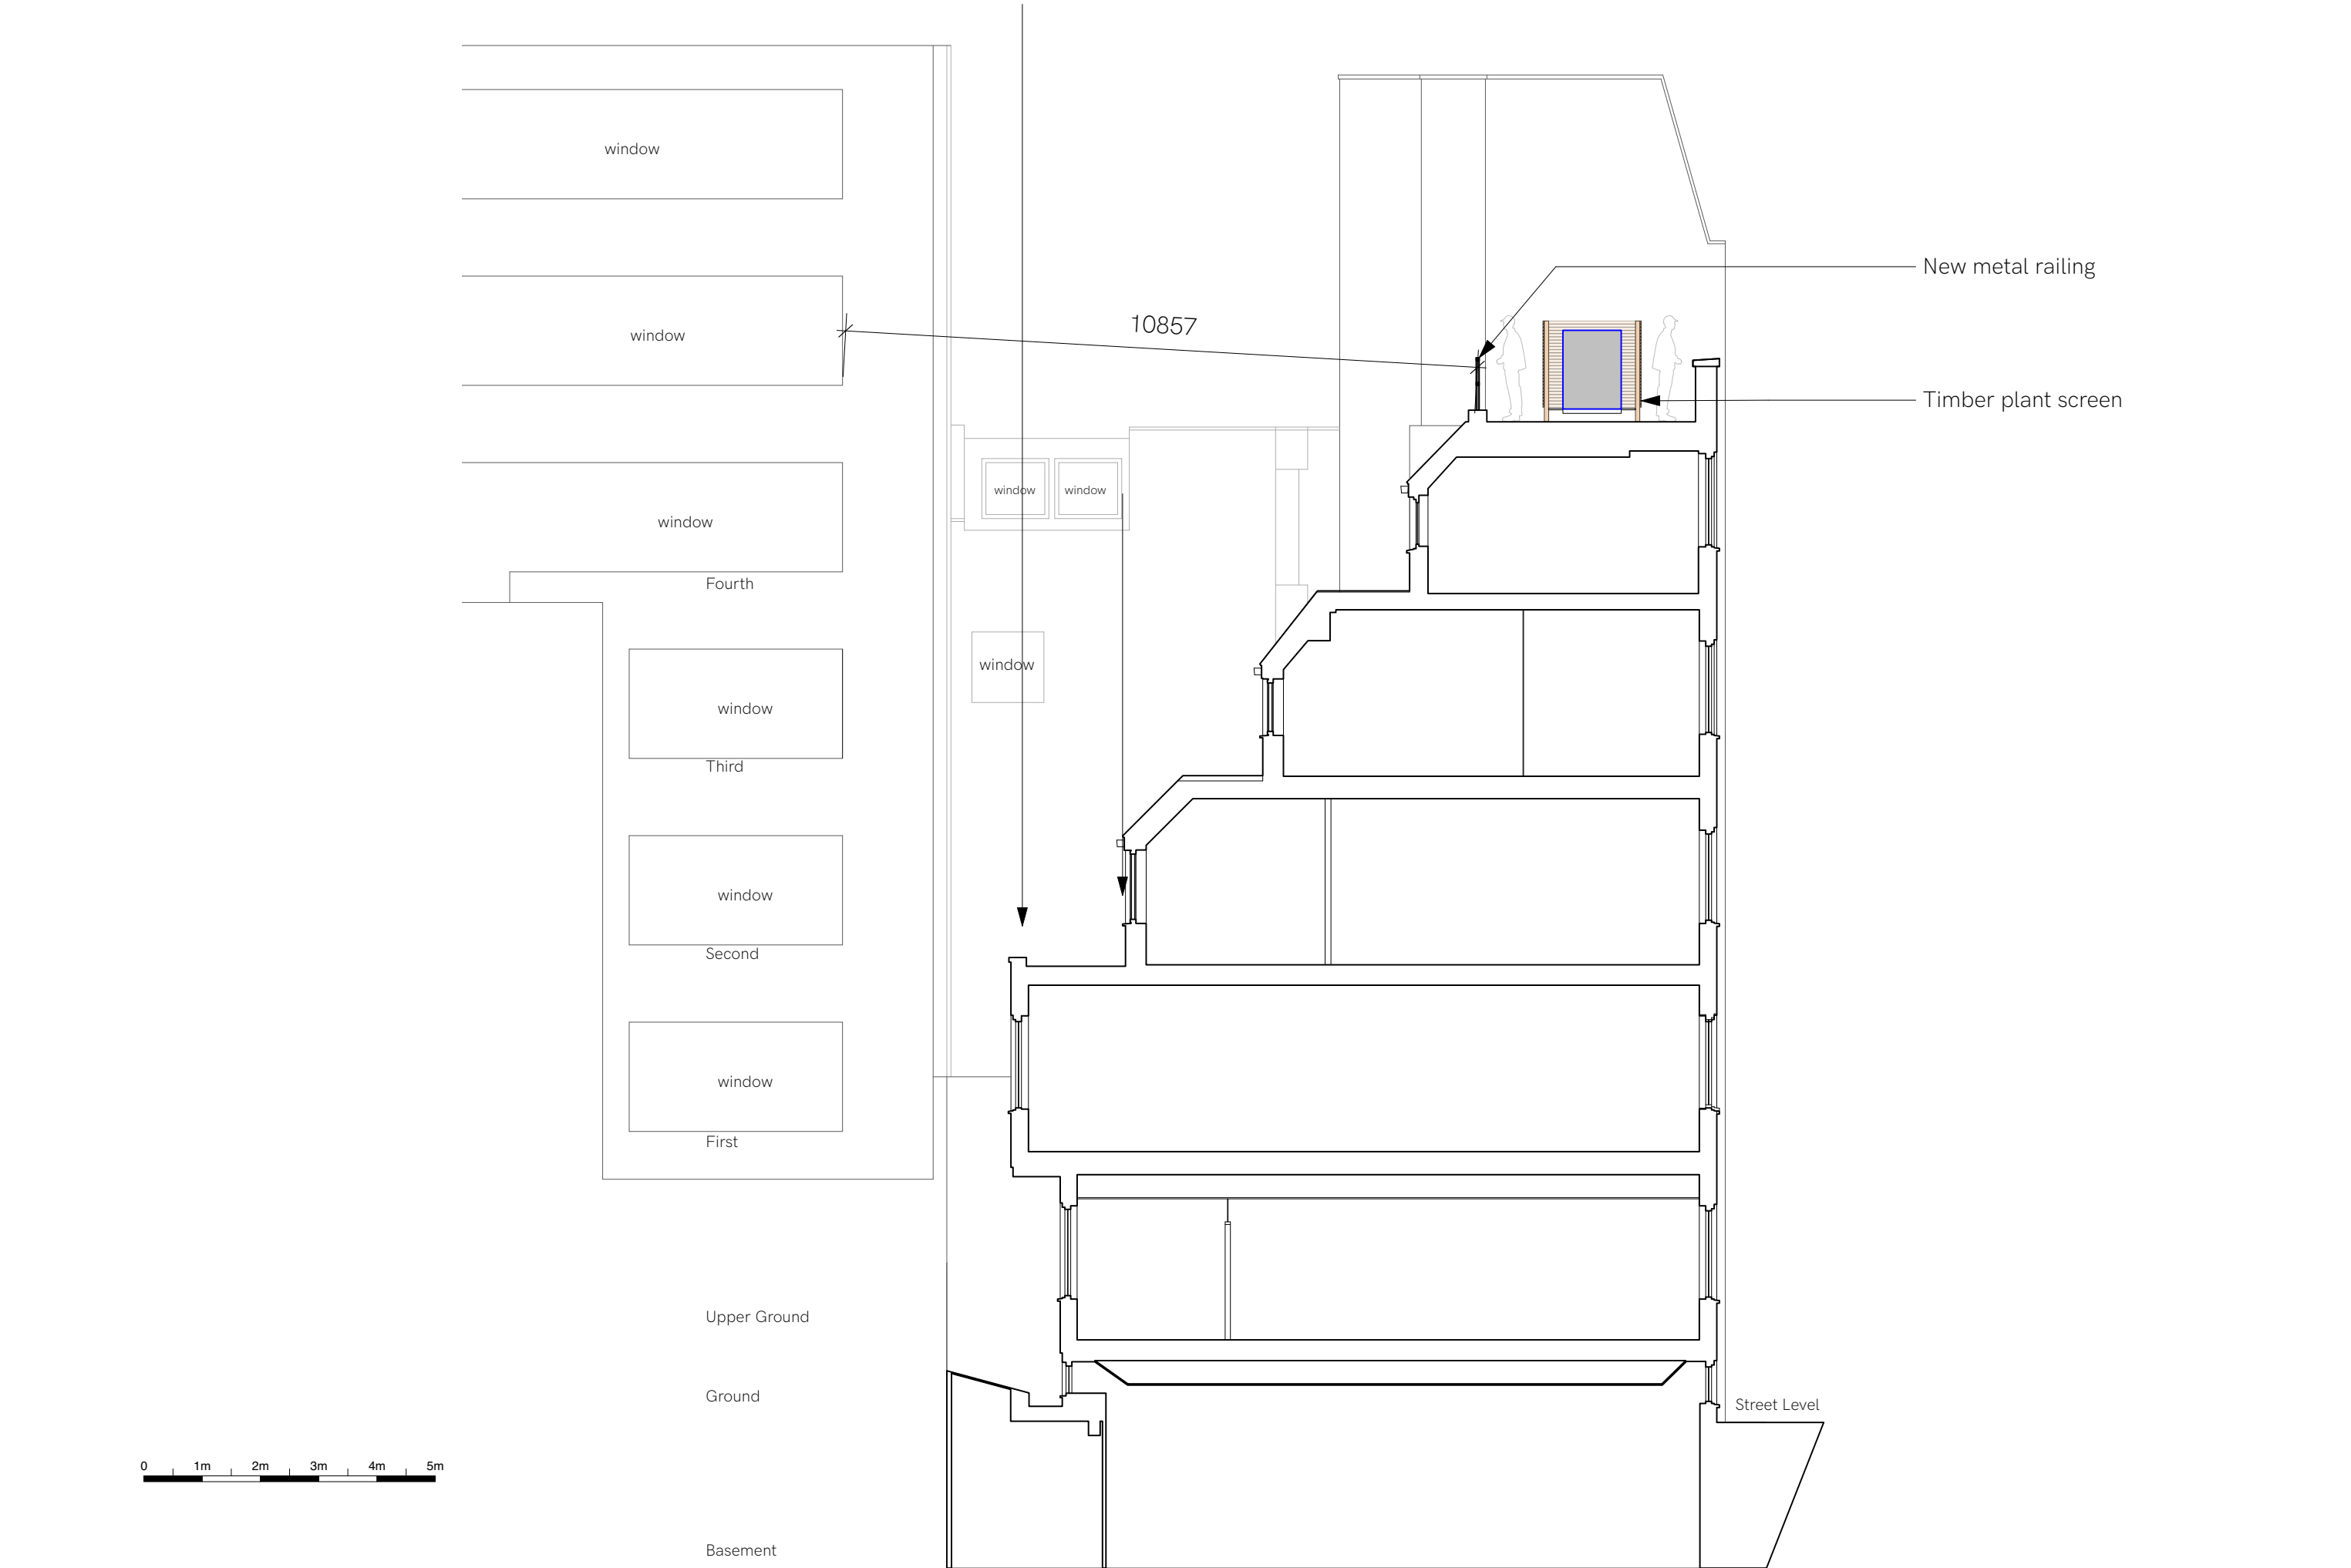 window
New metal railing
10857
window
Timber plant screen
window
window
window
Fourth
window
window
Third
window
Second
window
First
Upper Ground
Ground
Street Level
0 1m 2m 3m 4m 5m
Basement